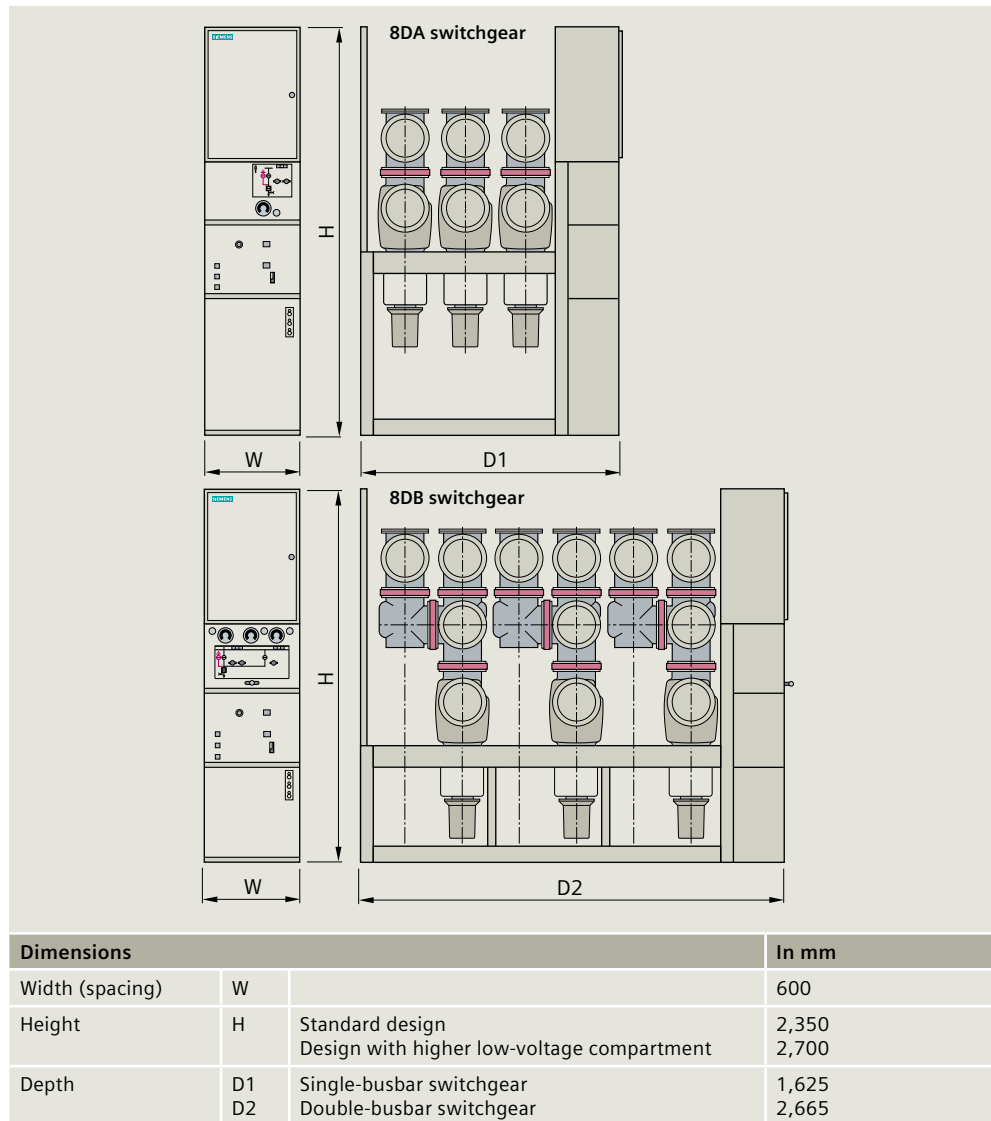 8DA switchgear
SIEMENS
H
W
D1
8DB switchgear
SIEMENS
H
W
D2
Dimensions In mm
Width (spacing) W 600
Height H Standard design 2,350
Design with higher low-voltage compartment 2,700
Depth D1 Single-busbar switchgear 1,625
D2 Double-busbar switchgear 2,665